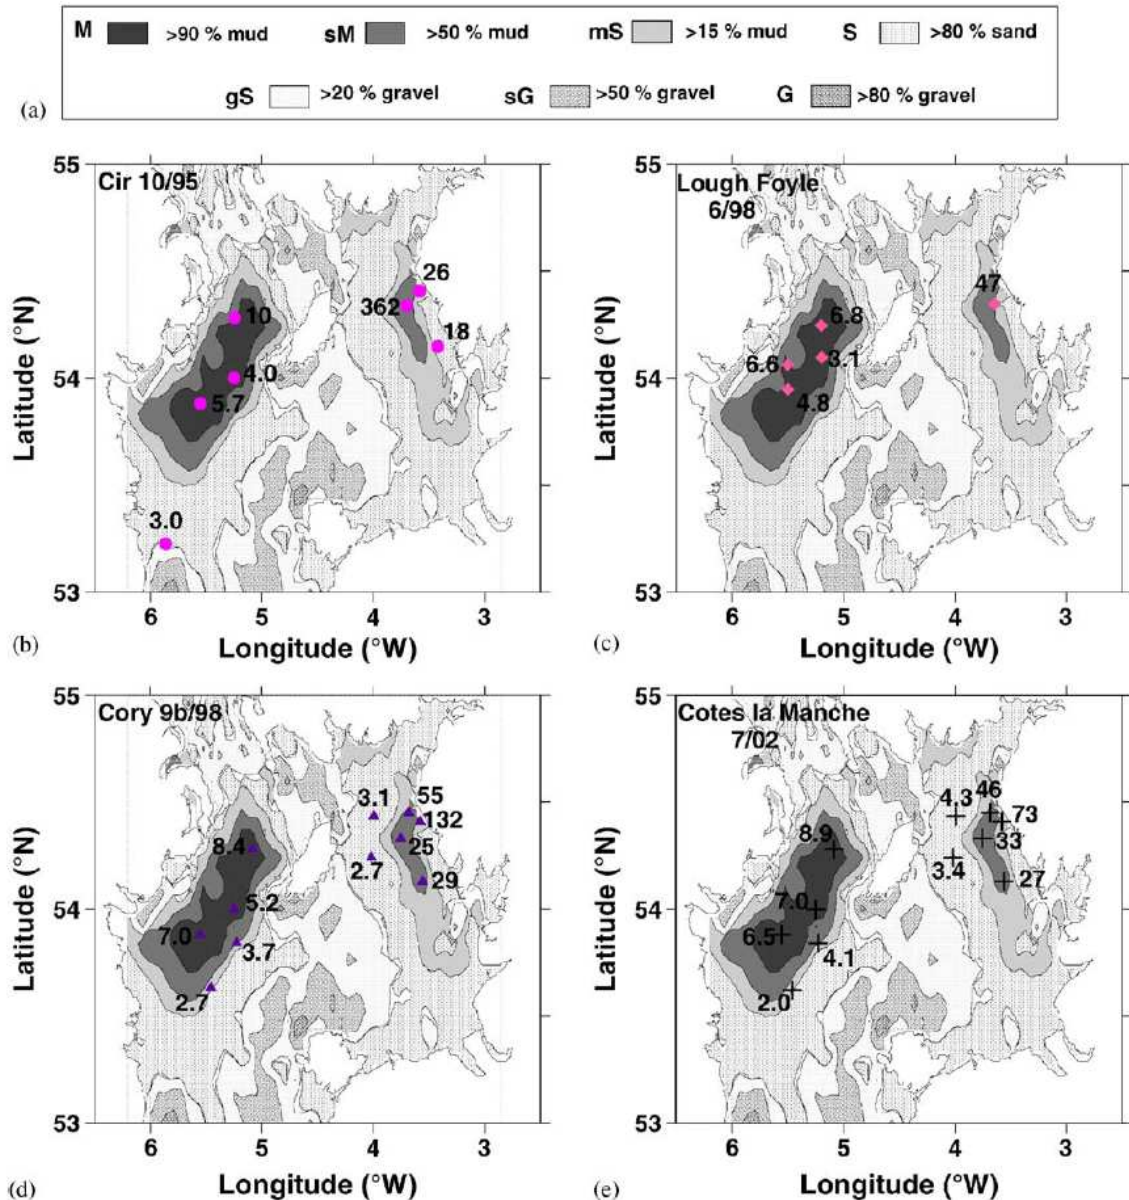 M >90 % mud sM >50 % mud mS >15 % mud S >80 % sand
gS >20 % gravel sG >50 % gravel G >80 % gravel
(a)
55
54
53
Latitude (°N)
Cir 10/95
26
362
18
10
4.0
5.7
3.0
6 5 4 3
(b) Longitude (°W)
55
54
53
Latitude (°N)
Lough Foyle
6/98
47
6.8
6.6
3.1
4.8
6 5 4 3
(c) Longitude (°W)
55
54
53
Latitude (°N)
Cory 9b/98
3.1
55
132
8.4
25
2.7
29
5.2
7.0
3.7
2.7
6 5 4 3
(d) Longitude (°W)
55
54
53
Latitude (°N)
Cotes la Manche
7/02
4.3
46
73
8.9
33
3.4
27
7.0
6.5
4.1
2.0
6 5 4 3
(e) Longitude (°W)